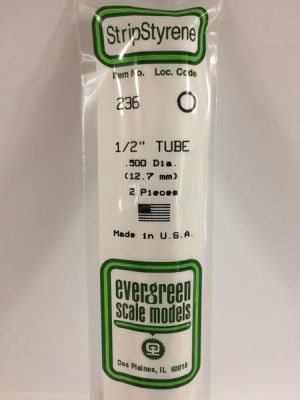 StripStyrene
Item No. Loc. Code
236
1/2" TUBE
.500 Dia.
(12.7 mm)
2 Pieces
Made in U.S.A.
evergreen
scale models
Des Plaines, IL 60018